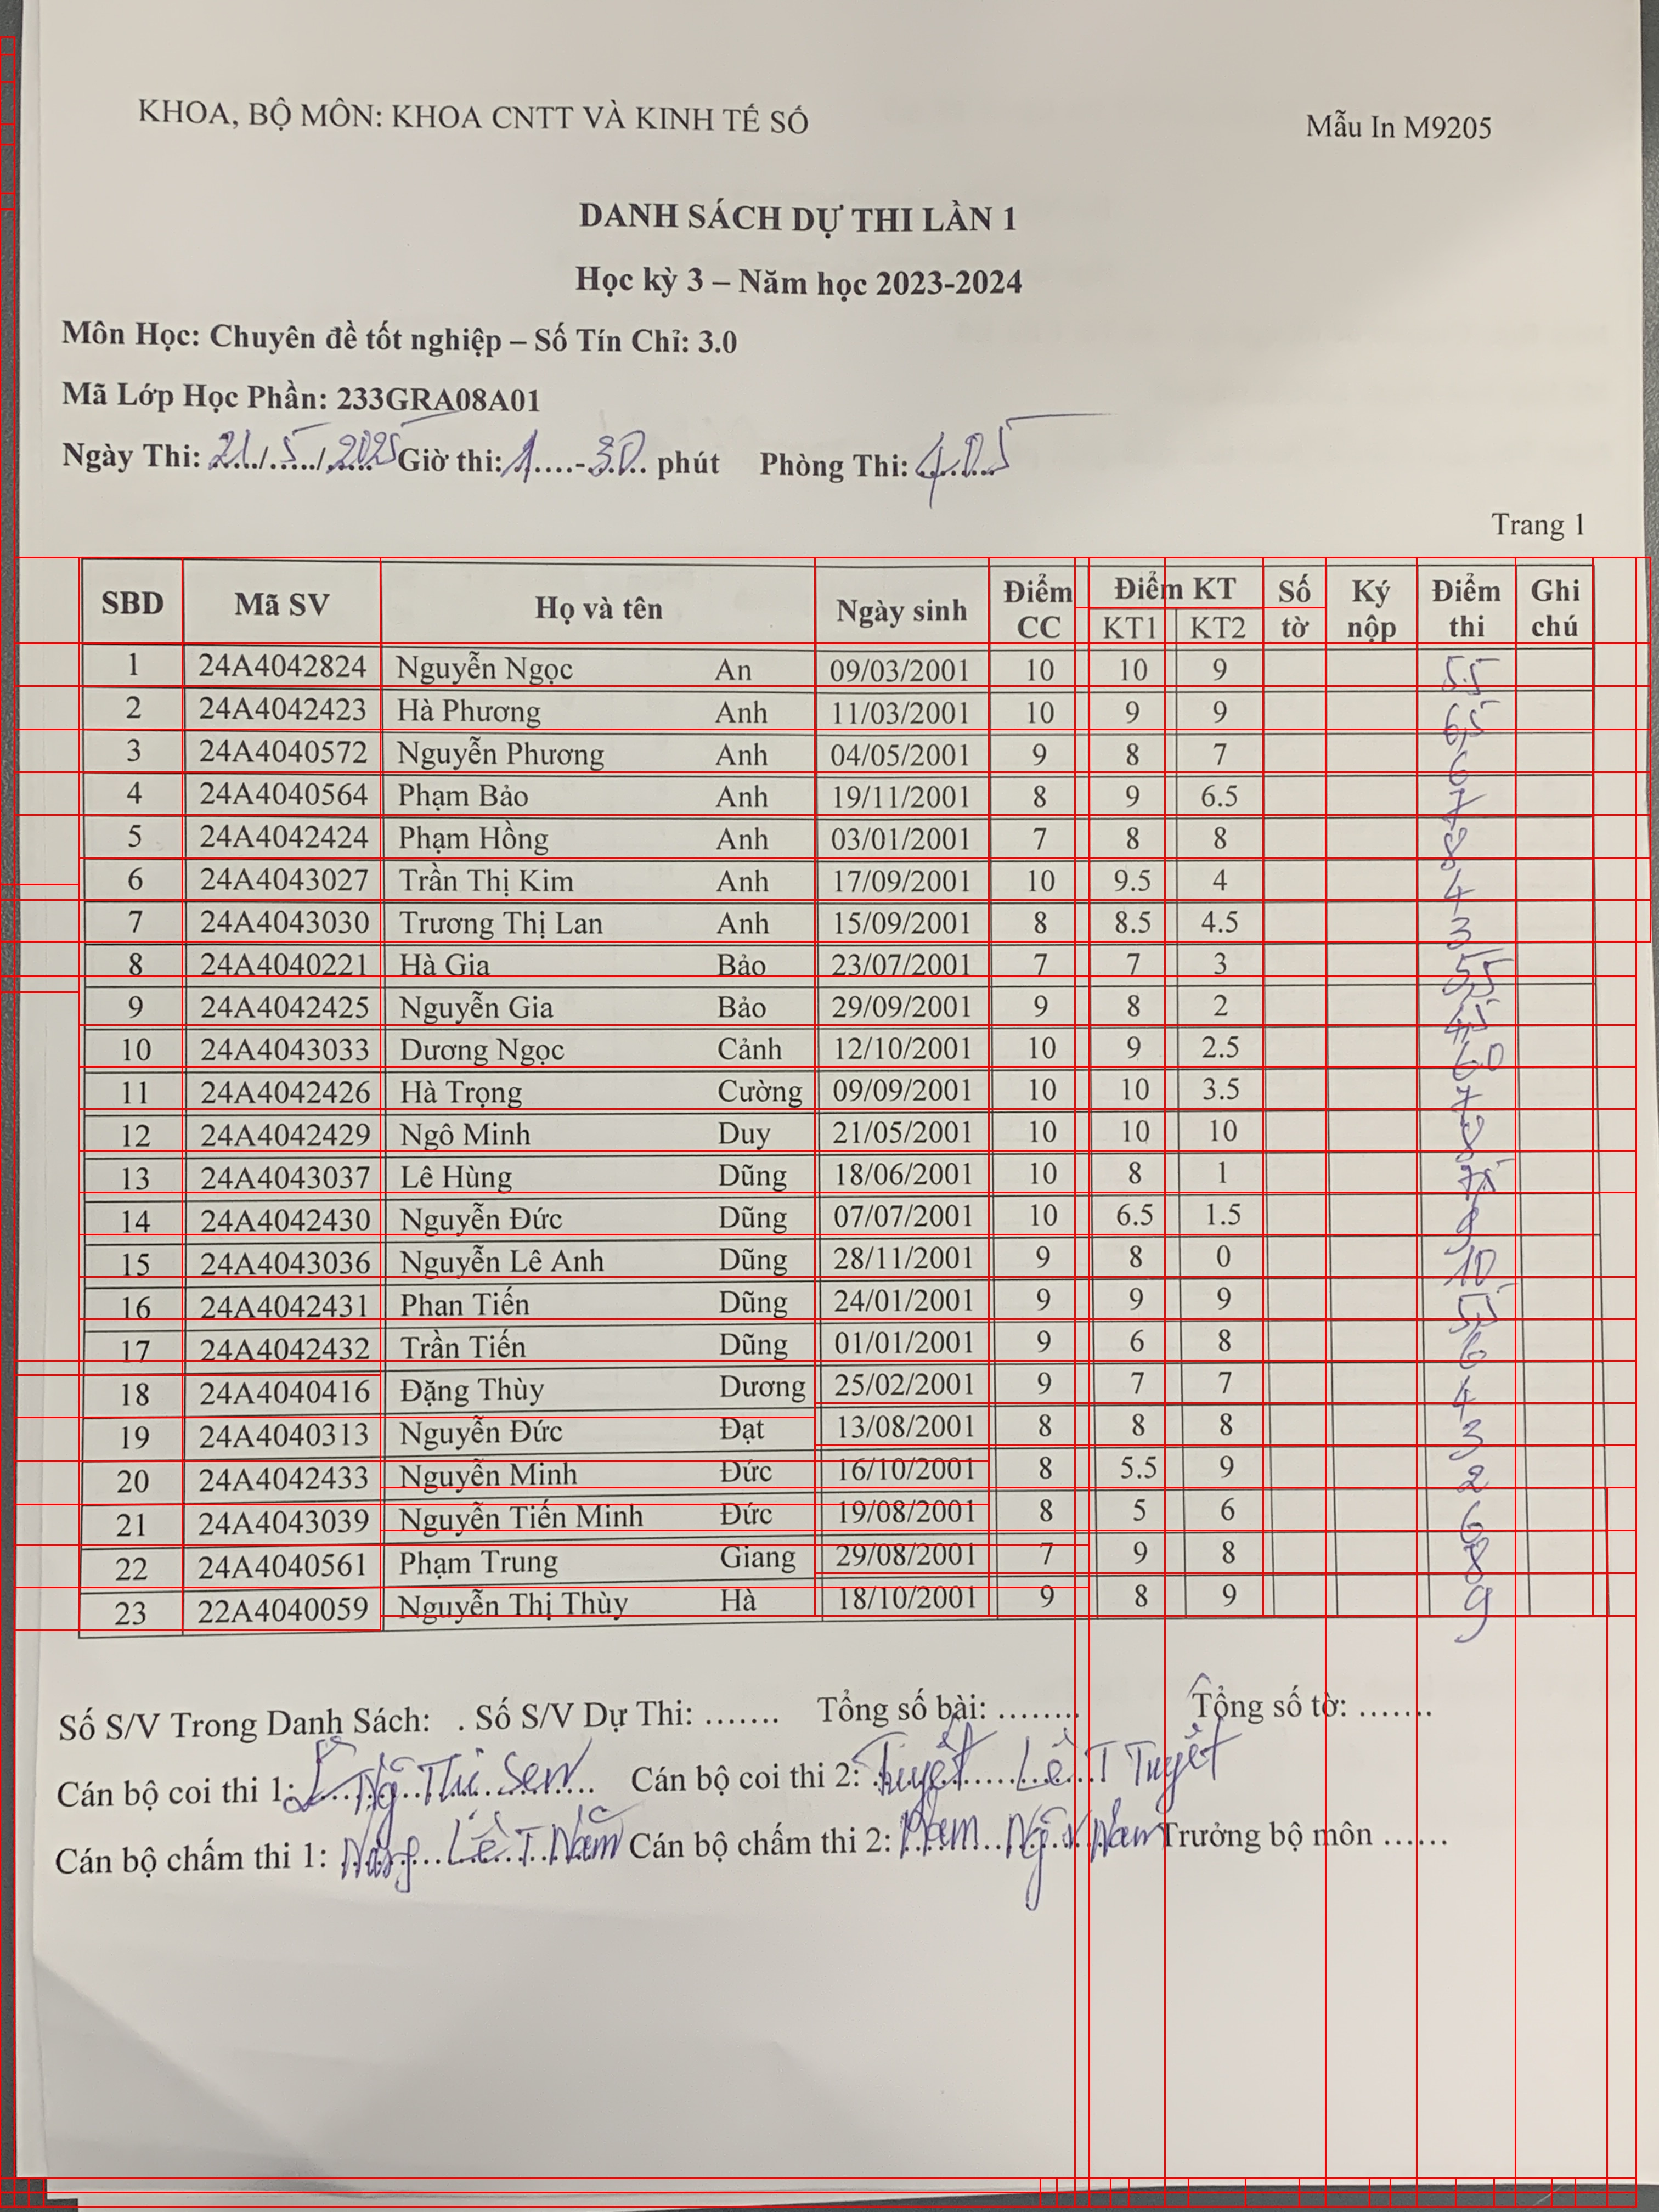 KHOA, BỘ MÔN: KHOA CNTT VÀ KINH TẾ SỐ
Mẫu In M9205
DANH SÁCH DỰ THI LẦN 1
Học kỳ 3 – Năm học 2023-2024
Môn Học: Chuyên đề tốt nghiệp – Số Tín Chỉ: 3.0
Mã Lớp Học Phần: 233GRA08A01
Ngày Thi: 21/5/2025 Giờ thi: 1 - 30 phút Phòng Thi: 405
Trang 1
SBD Mã SV Họ và tên Ngày sinh Điểm CC Điểm KT KT1 KT2 Số tờ Ký nộp Điểm thi Ghi chú
1 24A4042824 Nguyễn Ngọc An 09/03/2001 10 10 9 5.5
2 24A4042423 Hà Phương Anh 11/03/2001 10 9 9 6,5
3 24A4040572 Nguyễn Phương Anh 04/05/2001 9 8 7 6
4 24A4040564 Phạm Bảo Anh 19/11/2001 8 9 6.5 7
5 24A4042424 Phạm Hồng Anh 03/01/2001 7 8 8 8
6 24A4043027 Trần Thị Kim Anh 17/09/2001 10 9.5 4 4
7 24A4043030 Trương Thị Lan Anh 15/09/2001 8 8.5 4.5 3
8 24A4040221 Hà Gia Bảo 23/07/2001 7 7 3 5,5
9 24A4042425 Nguyễn Gia Bảo 29/09/2001 9 8 2 4,5
10 24A4043033 Dương Ngọc Cảnh 12/10/2001 10 9 2.5 6.0
11 24A4042426 Hà Trọng Cường 09/09/2001 10 10 3.5 7
12 24A4042429 Ngô Minh Duy 21/05/2001 10 10 10 8
13 24A4043037 Lê Hùng Dũng 18/06/2001 10 8 1 7,5
14 24A4042430 Nguyễn Đức Dũng 07/07/2001 10 6.5 1.5 9
15 24A4043036 Nguyễn Lê Anh Dũng 28/11/2001 9 8 0 10
16 24A4042431 Phan Tiến Dũng 24/01/2001 9 9 9 5,5
17 24A4042432 Trần Tiến Dũng 01/01/2001 9 6 8 6
18 24A4040416 Đặng Thùy Dương 25/02/2001 9 7 7 4
19 24A4040313 Nguyễn Đức Đạt 13/08/2001 8 8 8 3
20 24A4042433 Nguyễn Minh Đức 16/10/2001 8 5.5 9 2
21 24A4043039 Nguyễn Tiến Minh Đức 19/08/2001 8 5 6 6
22 24A4040561 Phạm Trung Giang 29/08/2001 7 9 8 8
23 22A4040059 Nguyễn Thị Thùy Hà 18/10/2001 9 8 9 9
Số S/V Trong Danh Sách: . Số S/V Dự Thi: ....... Tổng số bài: ........ Tổng số tờ: .......
Cán bộ coi thi 1: Ng Thi Sen Cán bộ coi thi 2: Tuyết Lê T Tuyết
Cán bộ chấm thi 1: Lê T Năm Cán bộ chấm thi 2: Nam Trưởng bộ môn ......